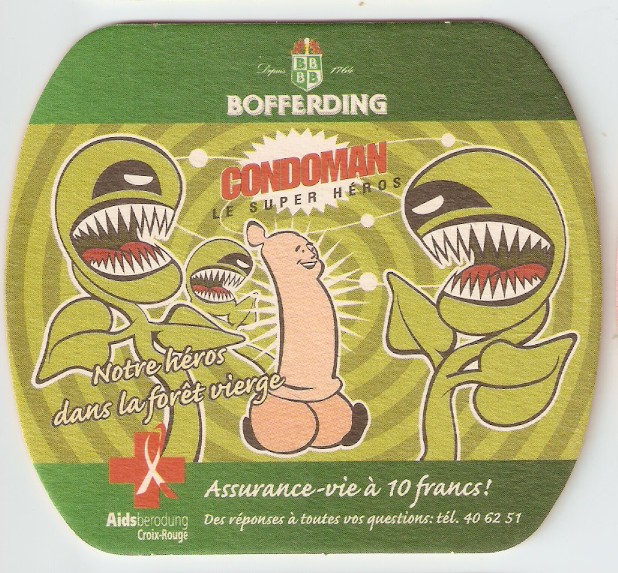 Depuis 1764
B B
B B
BOFFERDING
CONDOMAN
LE SUPER HÉROS
Notre héros
dans la forêt vierge
Assurance-vie à 10 francs!
Aidsberodung
Croix-Rouge
Des réponses à toutes vos questions: tél. 40 62 51